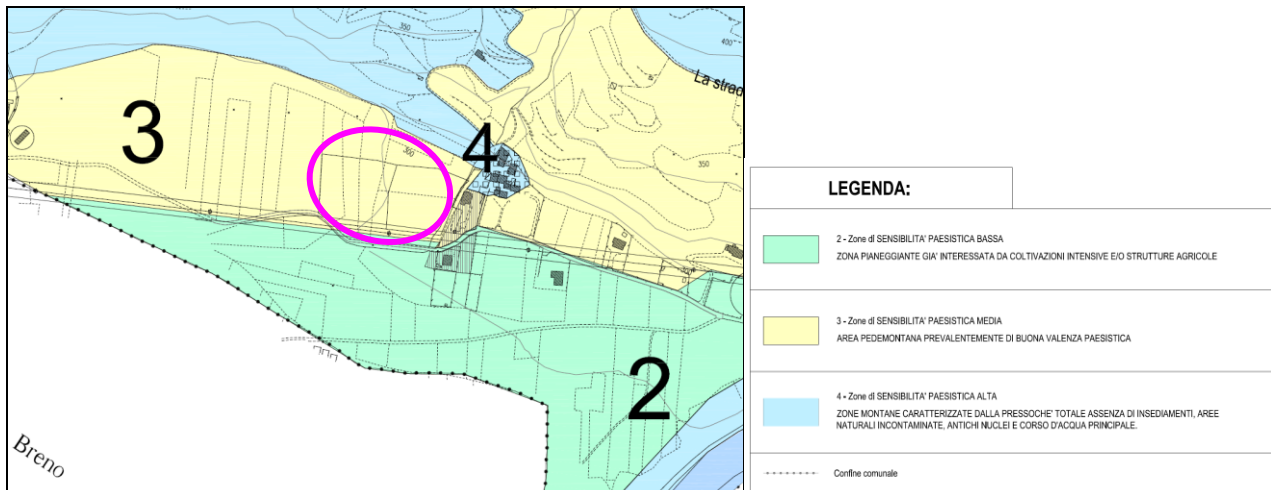 350
400
La strad
3
4
350
350
2
Breno
LEGENDA:
2 - Zone di SENSIBILITA' PAESISTICA BASSA
ZONA PIANEGGIANTE GIA' INTERESSATA DA COLTIVAZIONI INTENSIVE E/O STRUTTURE AGRICOLE
3 - Zone di SENSIBILITA' PAESISTICA MEDIA
AREA PEDEMONTANA PREVALENTEMENTE DI BUONA VALENZA PAESISTICA
4 - Zone di SENSIBILITA' PAESISTICA ALTA
ZONE MONTANE CARATTERIZZATE DALLA PRESSOCHE' TOTALE ASSENZA DI INSEDIAMENTI, AREE
NATURALI INCONTAMINATE, ANTICHI NUCLEI E CORSO D'ACQUA PRINCIPALE.
Confine comunale